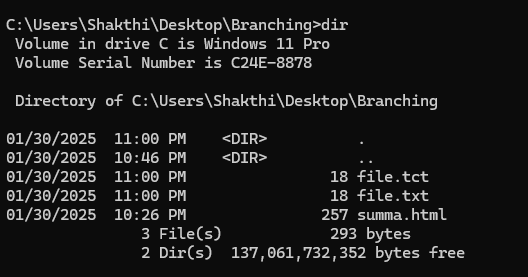 C:\Users\Shakthi\Desktop\Branching>dir
 Volume in drive C is Windows 11 Pro
 Volume Serial Number is C24E-8878

 Directory of C:\Users\Shakthi\Desktop\Branching

01/30/2025  11:00 PM    <DIR>          .
01/30/2025  10:46 PM    <DIR>          ..
01/30/2025  11:00 PM                18 file.tct
01/30/2025  11:00 PM                18 file.txt
01/30/2025  10:26 PM               257 summa.html
               3 File(s)            293 bytes
               2 Dir(s)  137,061,732,352 bytes free